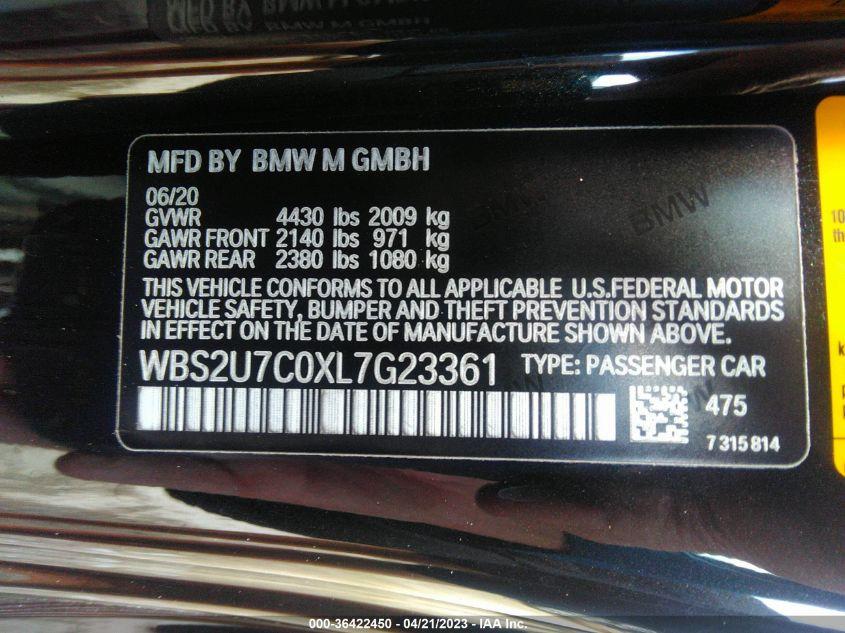 MFD BY BMW M GMBH
06/20
GVWR 4430 lbs 2009 kg
GAWR FRONT 2140 lbs 971 kg
GAWR REAR 2380 lbs 1080 kg
THIS VEHICLE CONFORMS TO ALL APPLICABLE U.S.FEDERAL MOTOR
VEHICLE SAFETY, BUMPER AND THEFT PREVENTION STANDARDS
IN EFFECT ON THE DATE OF MANUFACTURE SHOWN ABOVE.
WBS2U7C0XL7G23361 TYPE: PASSENGER CAR
475
7 315 814
BMW
10
th
000-36422450 - 04/21/2023 - IAA Inc.